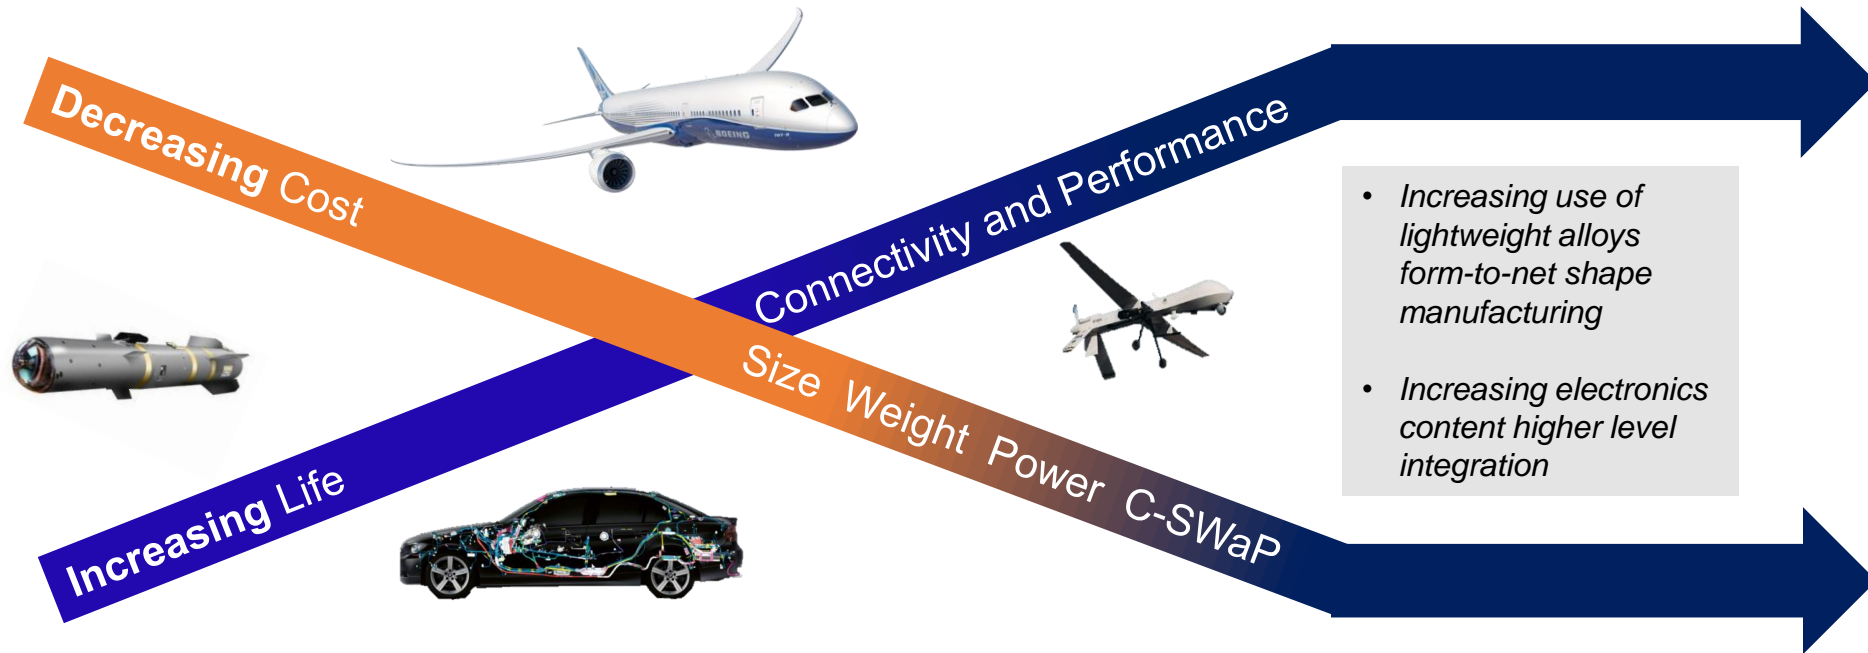 Decreasing Cost
Size Weight Power C-SWaP
Increasing Life
Connectivity and Performance
BOEING
• Increasing use of
lightweight alloys
form-to-net shape
manufacturing
• Increasing electronics
content higher level
integration